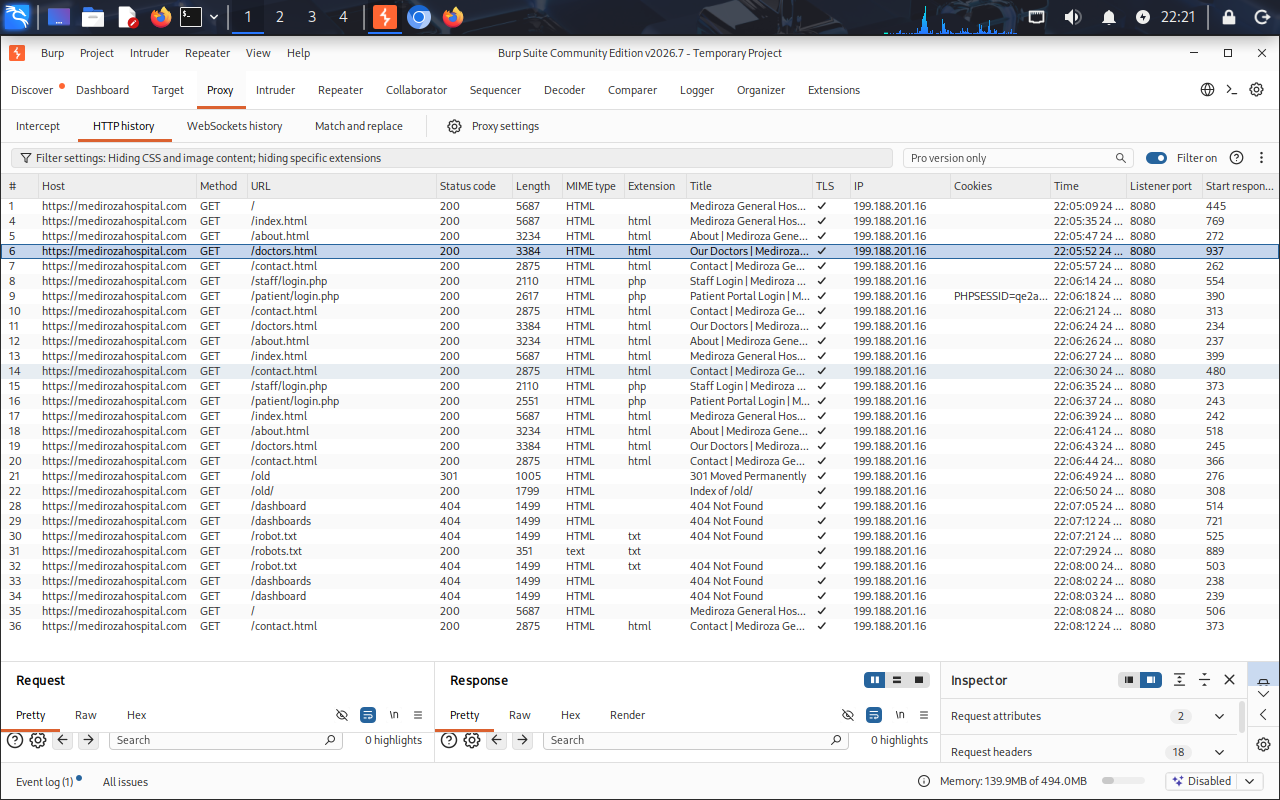 1 2 3 4 22:21
Burp Project Intruder Repeater View Help Burp Suite Community Edition v2026.7 - Temporary Project
Discover Dashboard Target Proxy Intruder Repeater Collaborator Sequencer Decoder Comparer Logger Organizer Extensions
Intercept HTTP history WebSockets history Match and replace Proxy settings
Filter settings: Hiding CSS and image content; hiding specific extensions Pro version only Filter on
# Host Method URL Status code Length MIME type Extension Title TLS IP Cookies Time Listener port Start respon...
1 https://medirozahospital.com GET / 200 5687 HTML Mediroza General Hos... ✓ 199.188.201.16 22:05:09 24 ... 8080 445
4 https://medirozahospital.com GET /index.html 200 5687 HTML html Mediroza General Hos... ✓ 199.188.201.16 22:05:35 24 ... 8080 769
5 https://medirozahospital.com GET /about.html 200 3234 HTML html About | Mediroza Gene... ✓ 199.188.201.16 22:05:47 24 ... 8080 272
6 https://medirozahospital.com GET /doctors.html 200 3384 HTML html Our Doctors | Mediroza... ✓ 199.188.201.16 22:05:52 24 ... 8080 937
7 https://medirozahospital.com GET /contact.html 200 2875 HTML html Contact | Mediroza Ge... ✓ 199.188.201.16 22:05:57 24 ... 8080 262
8 https://medirozahospital.com GET /staff/login.php 200 2110 HTML php Staff Login | Mediroza ... ✓ 199.188.201.16 22:06:14 24 ... 8080 554
9 https://medirozahospital.com GET /patient/login.php 200 2617 HTML php Patient Portal Login | M... ✓ 199.188.201.16 PHPSESSID=qe2a... 22:06:18 24 ... 8080 390
10 https://medirozahospital.com GET /contact.html 200 2875 HTML html Contact | Mediroza Ge... ✓ 199.188.201.16 22:06:21 24 ... 8080 313
11 https://medirozahospital.com GET /doctors.html 200 3384 HTML html Our Doctors | Mediroza... ✓ 199.188.201.16 22:06:24 24 ... 8080 234
12 https://medirozahospital.com GET /about.html 200 3234 HTML html About | Mediroza Gene... ✓ 199.188.201.16 22:06:26 24 ... 8080 237
13 https://medirozahospital.com GET /index.html 200 5687 HTML html Mediroza General Hos... ✓ 199.188.201.16 22:06:27 24 ... 8080 399
14 https://medirozahospital.com GET /contact.html 200 2875 HTML html Contact | Mediroza Ge... ✓ 199.188.201.16 22:06:30 24 ... 8080 480
15 https://medirozahospital.com GET /staff/login.php 200 2110 HTML php Staff Login | Mediroza ... ✓ 199.188.201.16 22:06:35 24 ... 8080 373
16 https://medirozahospital.com GET /patient/login.php 200 2551 HTML php Patient Portal Login | M... ✓ 199.188.201.16 22:06:37 24 ... 8080 243
17 https://medirozahospital.com GET /index.html 200 5687 HTML html Mediroza General Hos... ✓ 199.188.201.16 22:06:39 24 ... 8080 242
18 https://medirozahospital.com GET /about.html 200 3234 HTML html About | Mediroza Gene... ✓ 199.188.201.16 22:06:41 24 ... 8080 518
19 https://medirozahospital.com GET /doctors.html 200 3384 HTML html Our Doctors | Mediroza... ✓ 199.188.201.16 22:06:43 24 ... 8080 245
20 https://medirozahospital.com GET /contact.html 200 2875 HTML html Contact | Mediroza Ge... ✓ 199.188.201.16 22:06:44 24 ... 8080 366
21 https://medirozahospital.com GET /old 301 1005 HTML 301 Moved Permanently ✓ 199.188.201.16 22:06:49 24 ... 8080 276
22 https://medirozahospital.com GET /old/ 200 1799 HTML Index of /old/ ✓ 199.188.201.16 22:06:50 24 ... 8080 308
28 https://medirozahospital.com GET /dashboard 404 1499 HTML 404 Not Found ✓ 199.188.201.16 22:07:05 24 ... 8080 514
29 https://medirozahospital.com GET /dashboards 404 1499 HTML 404 Not Found ✓ 199.188.201.16 22:07:12 24 ... 8080 721
30 https://medirozahospital.com GET /robot.txt 404 1499 HTML txt 404 Not Found ✓ 199.188.201.16 22:07:21 24 ... 8080 525
31 https://medirozahospital.com GET /robots.txt 200 351 text txt ✓ 199.188.201.16 22:07:29 24 ... 8080 889
32 https://medirozahospital.com GET /robot.txt 404 1499 HTML txt 404 Not Found ✓ 199.188.201.16 22:08:00 24 ... 8080 503
33 https://medirozahospital.com GET /dashboards 404 1499 HTML 404 Not Found ✓ 199.188.201.16 22:08:02 24 ... 8080 238
34 https://medirozahospital.com GET /dashboard 404 1499 HTML 404 Not Found ✓ 199.188.201.16 22:08:03 24 ... 8080 239
35 https://medirozahospital.com GET / 200 5687 HTML Mediroza General Hos... ✓ 199.188.201.16 22:08:08 24 ... 8080 506
36 https://medirozahospital.com GET /contact.html 200 2875 HTML html Contact | Mediroza Ge... ✓ 199.188.201.16 22:08:12 24 ... 8080 373
Request Response Inspector
Pretty Raw Hex \n Pretty Raw Hex Render \n Request attributes 2
Search 0 highlights Search 0 highlights Request headers 18
Event log (1) All issues Memory: 139.9MB of 494.0MB Disabled